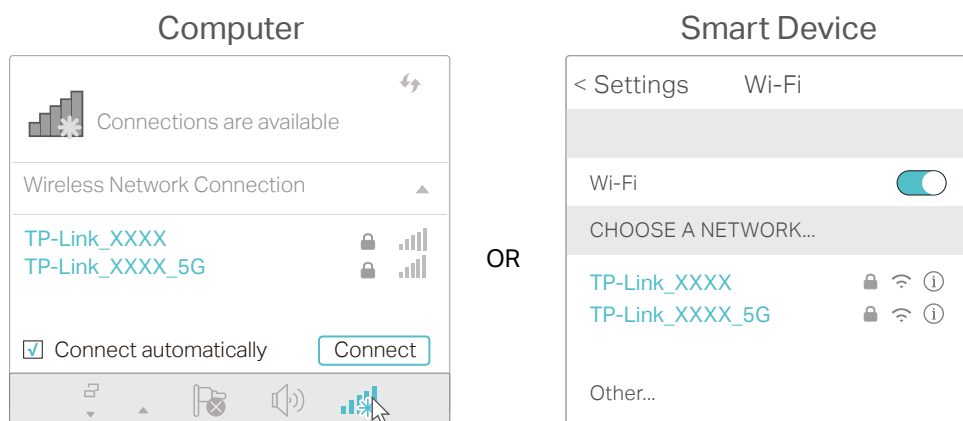 Computer
Connections are available
Wireless Network Connection
TP-Link_XXXX
TP-Link_XXXX_5G
Connect automatically
Connect
OR
Smart Device
< Settings Wi-Fi
Wi-Fi
CHOOSE A NETWORK...
TP-Link_XXXX
TP-Link_XXXX_5G
Other...